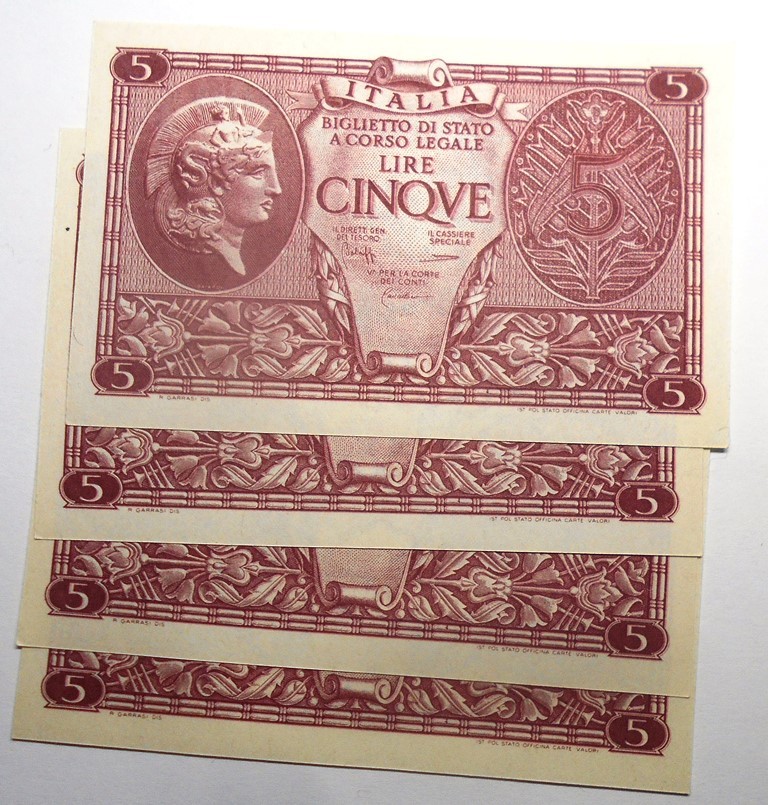 5 5
ITALIA
BIGLIETTO DI STATO
A CORSO LEGALE
LIRE
CINQVE
5
IL DIRETT. GEN.
DEL TESORO
IL CASSIERE
SPECIALE
Vº PER LA CORTE
DEI CONTI
5 5
R GARRASI DIS
IST POL STATO OFFICINA CARTE VALORI
5 5
R GARRASI DIS
IST POL STATO OFFICINA CARTE VALORI
5 5
R GARRASI DIS
IST POL STATO OFFICINA CARTE VALORI
5 5
R GARRASI DIS
IST POL STATO OFFICINA CARTE VALORI